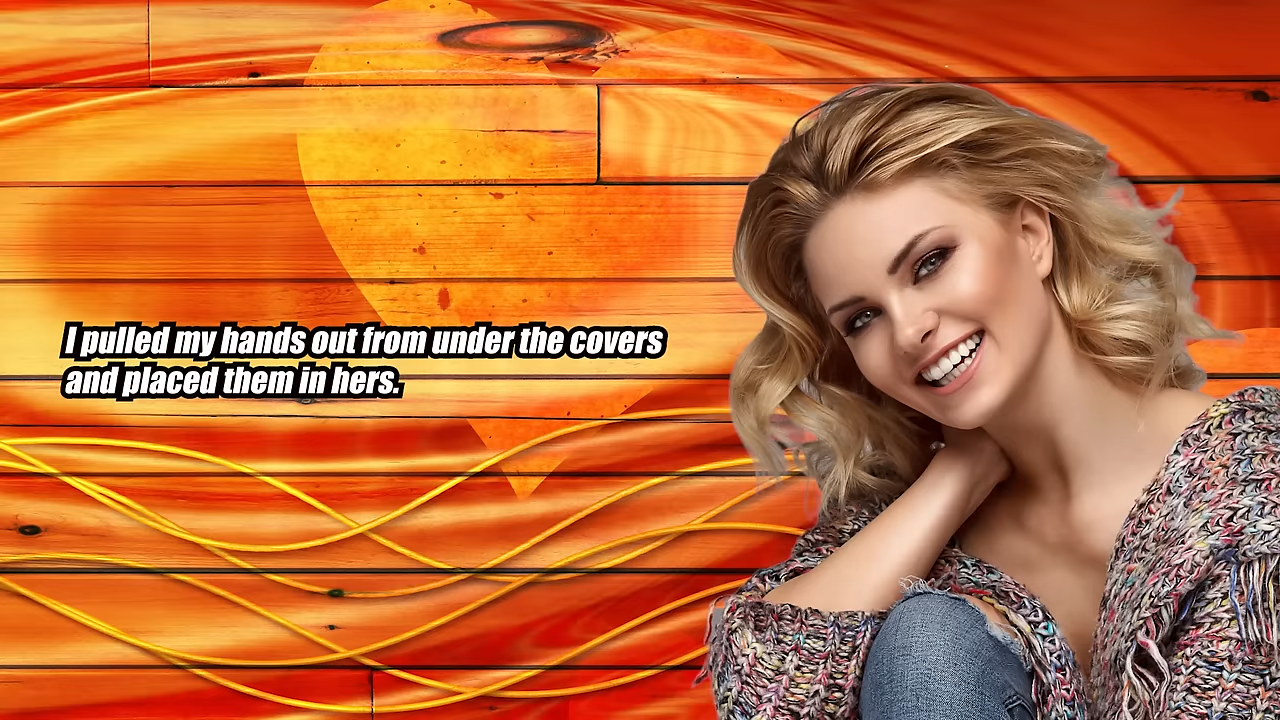 I pulled my hands out from under the covers
and placed them in hers.